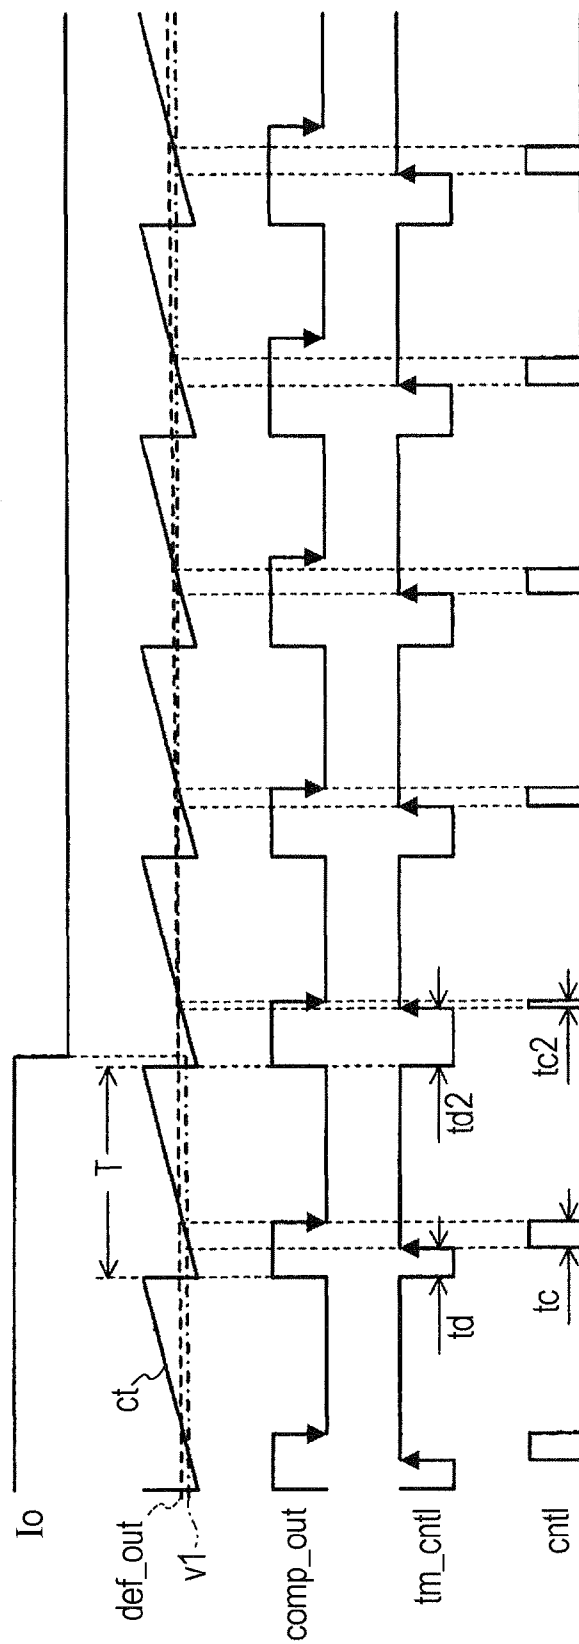 Io
def_out
v1
ct
T
comp_out
tm_cntl
td
td2
cntl
tc
tc2